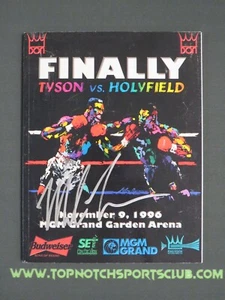 FINALLY
TYSON vs. HOLYFIELD
November 9, 1996
MGM Grand Garden Arena
Budweiser
SET
MGM GRAND
WWW.TOPNOTCHSPORTSCLUB.COM